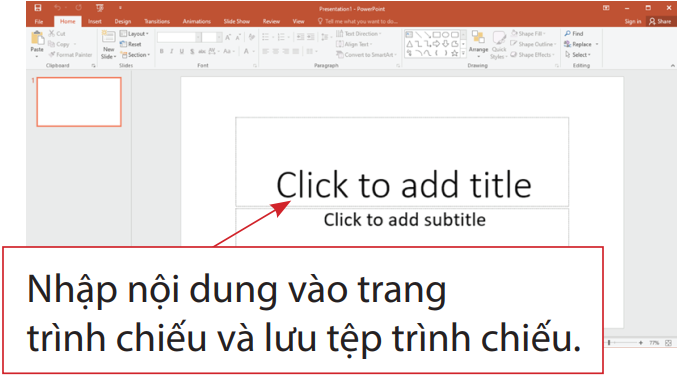 Presentation1 - PowerPoint
File Home Insert Design Transitions Animations Slide Show Review View Tell me what you want to do... Sign in Share
Paste Cut Copy Format Painter
New Slide Layout Reset Section
B I U S abc AV Aa A
Text Direction Align Text Convert to SmartArt
Arrange Quick Styles Shape Fill Shape Outline Shape Effects
Find Replace Select
Clipboard Slides Font Paragraph Drawing Editing
1
Click to add title
Click to add subtitle
Nhập nội dung vào trang
trình chiếu và lưu tệp trình chiếu.
77%